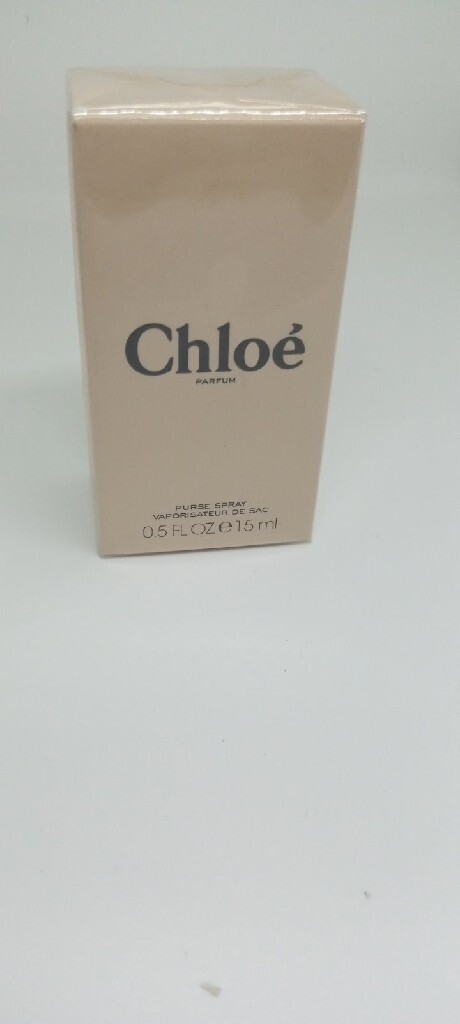 Chloé
PARFUM
PURSE SPRAY
VAPORISATEUR DE SAC
0.5 FL OZ e 15 ml